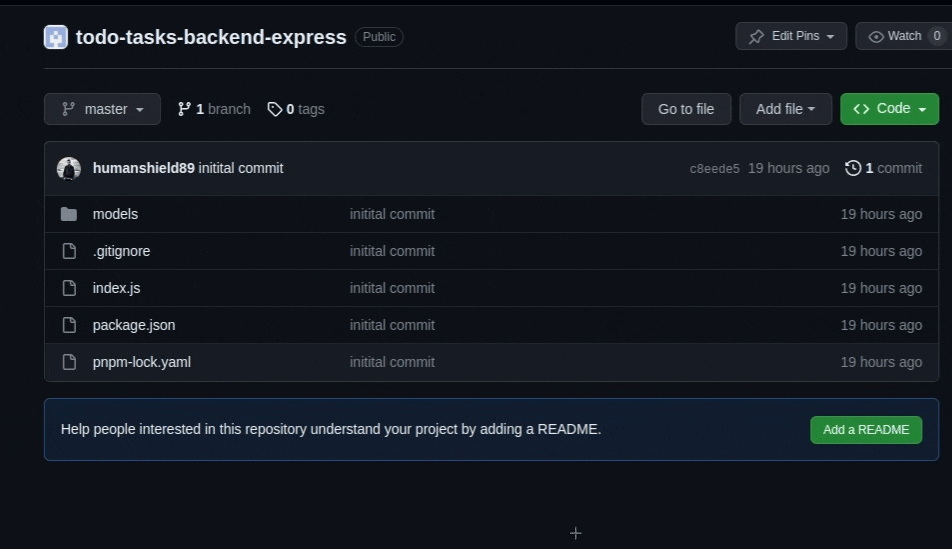 todo-tasks-backend-express Public Edit Pins Watch 0
master 1 branch 0 tags Go to file Add file Code
humanshield89 initital commit c8eede5 19 hours ago 1 commit
models initital commit 19 hours ago
.gitignore initital commit 19 hours ago
index.js initital commit 19 hours ago
package.json initital commit 19 hours ago
pnpm-lock.yaml initital commit 19 hours ago
Help people interested in this repository understand your project by adding a README. Add a README